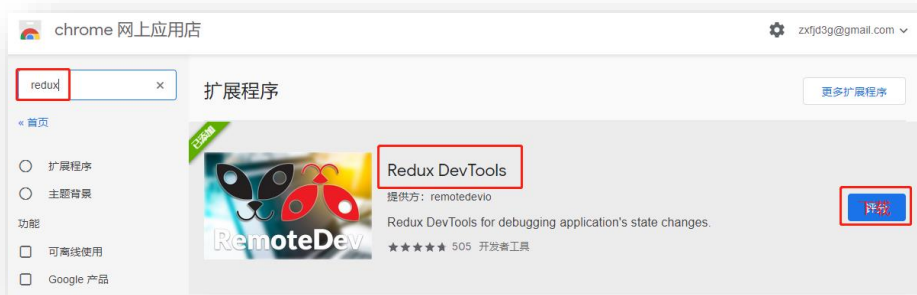 chrome 网上应用店
zxfjd3g@gmail.com
redux
×
扩展程序
更多扩展程序
«首页
已添加
扩展程序
主题背景
功能
可离线使用
Google 产品
Redux DevTools
提供方：remotedevio
Redux DevTools for debugging application's state changes.
505 开发者工具
RemoteDev
下载